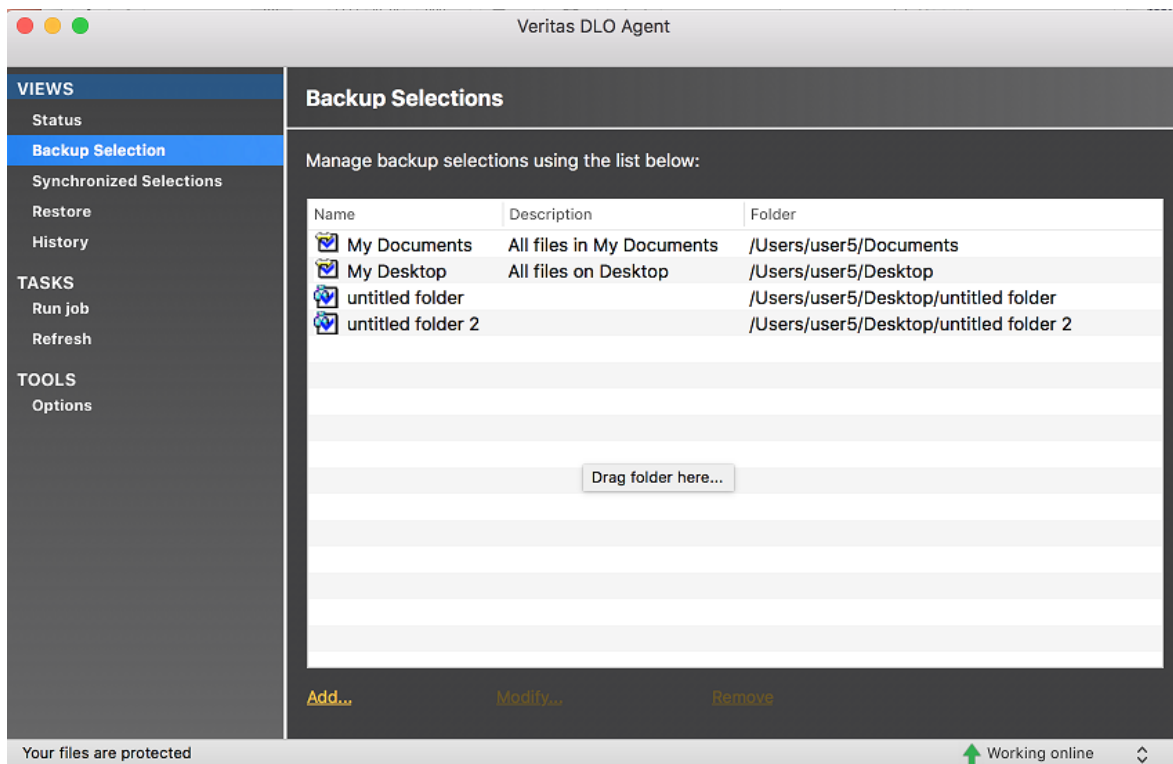 Veritas DLO Agent
VIEWS
Status
Backup Selection
Synchronized Selections
Restore
History
TASKS
Run job
Refresh
TOOLS
Options
Backup Selections
Manage backup selections using the list below:
Name Description Folder
My Documents All files in My Documents /Users/user5/Documents
My Desktop All files on Desktop /Users/user5/Desktop
untitled folder /Users/user5/Desktop/untitled folder
untitled folder 2 /Users/user5/Desktop/untitled folder 2
Drag folder here...
Add... Modify... Remove
Your files are protected Working online